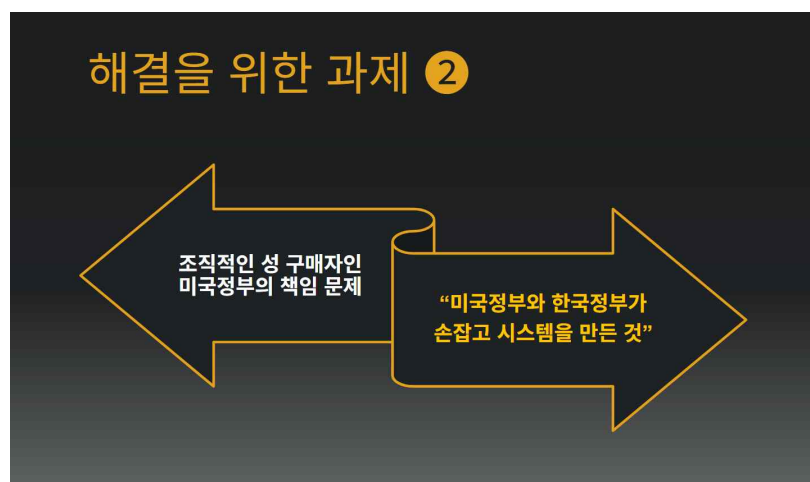 해결을 위한 과제 ❷
조직적인 성 구매자인
미국정부의 책임 문제
“미국정부와 한국정부가
손잡고 시스템을 만든 것”